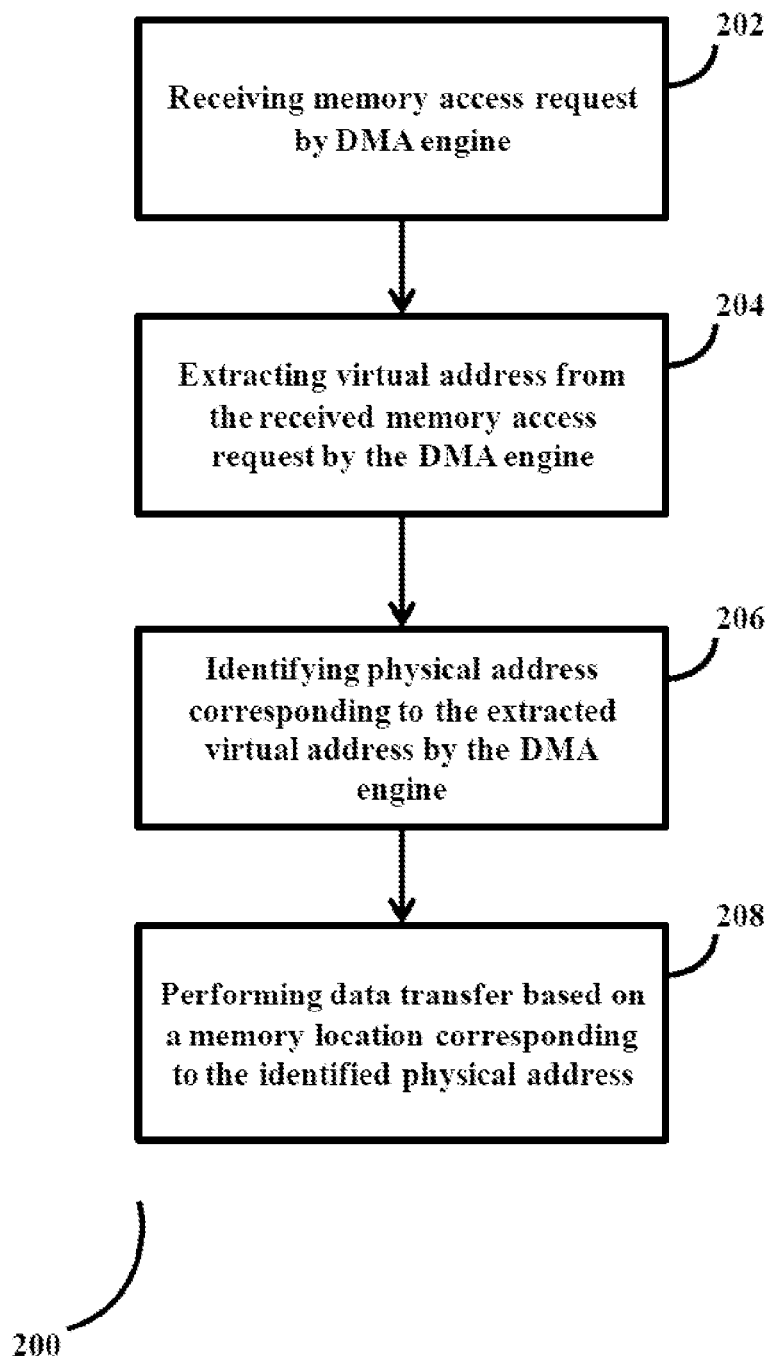 202
Receiving memory access request
by DMA engine
204
Extracting virtual address from
the received memory access
request by the DMA engine
206
Identifying physical address
corresponding to the extracted
virtual address by the DMA
engine
208
Performing data transfer based on
a memory location corresponding
to the identified physical address
200